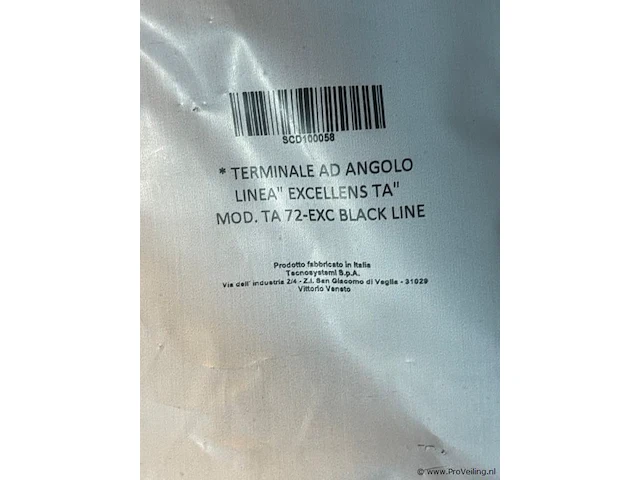 SCD100058
* TERMINALE AD ANGOLO
LINEA" EXCELLENS TA"
MOD. TA 72-EXC BLACK LINE
Prodotto fabbricato in Italia
Tecnosystemi S.p.A.
Via dell' industria 2/4 - Z.I. San Giacomo di Veglia - 31029
Vittorio Veneto
© www.ProVeiling.nl